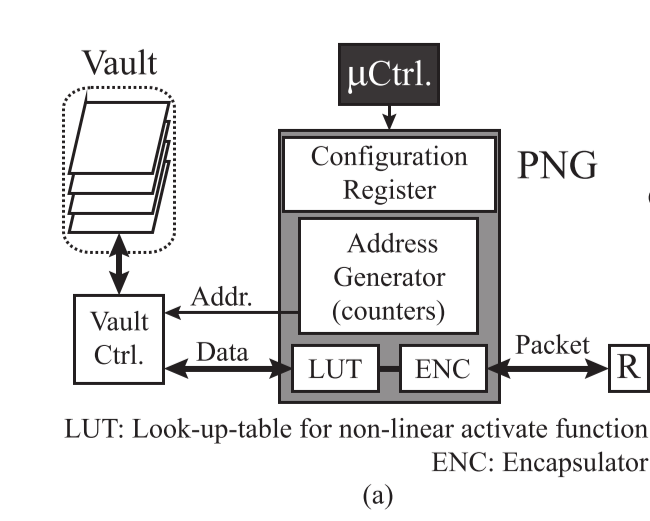 Vault
μCtrl.
Configuration
Register
PNG
Address
Generator
(counters)
Addr.
Vault
Ctrl.
Data
LUT
ENC
Packet
R
LUT: Look-up-table for non-linear activate function
ENC: Encapsulator
(a)